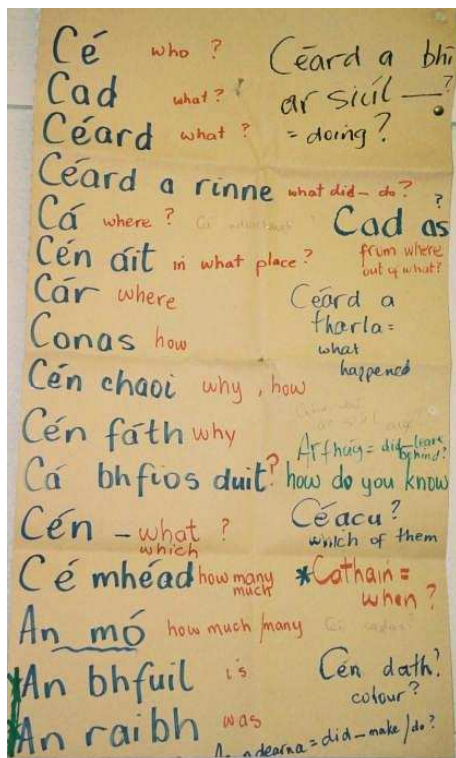 Cé who ?
Cad what ?
Céard what ?
Céard a bhí
ar siúl — ?
= doing ?
Céard a rinne what did – do ?
Cá where ?
Cad as ?
from where
out of what?
Cén áit in what place ?
Cár where
Céard a
tharla =
what
happened
Conas how
Cén chaoi why, how
Cén fáth why
Ar fhág = did – leave
behind?
Cá bhfios duit? how do you know
Cén – what ?
which
Céacu?
which of them
Cé mhéad how many
much
*Cathain =
when ?
An mó how much/many
An bhfuil is
Cén dath?
colour?
An raibh was
dearna = did – make/do?